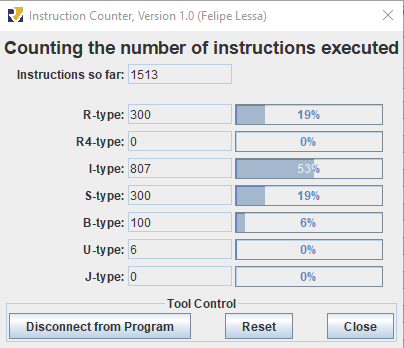 Instruction Counter, Version 1.0 (Felipe Lessa)
Counting the number of instructions executed
Instructions so far: 1513
R-type: 300 19%
R4-type: 0 0%
I-type: 807 53%
S-type: 300 19%
B-type: 100 6%
U-type: 6 0%
J-type: 0 0%
Tool Control
Disconnect from Program Reset Close